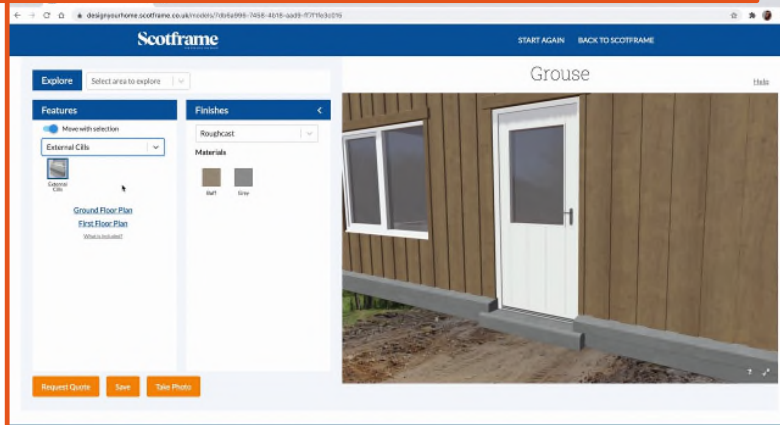 designyourhome.scotframe.co.uk/models/
Scotframe
START AGAIN BACK TO SCOTFRAME
Explore
Select area to explore
Grouse
Help
Features
Finishes
Move with selection
External Cills
Roughcast
Materials
External
Cills
Buff
Grey
Ground Floor Plan
First Floor Plan
What is included?
Request Quote
Save
Take Photo
?